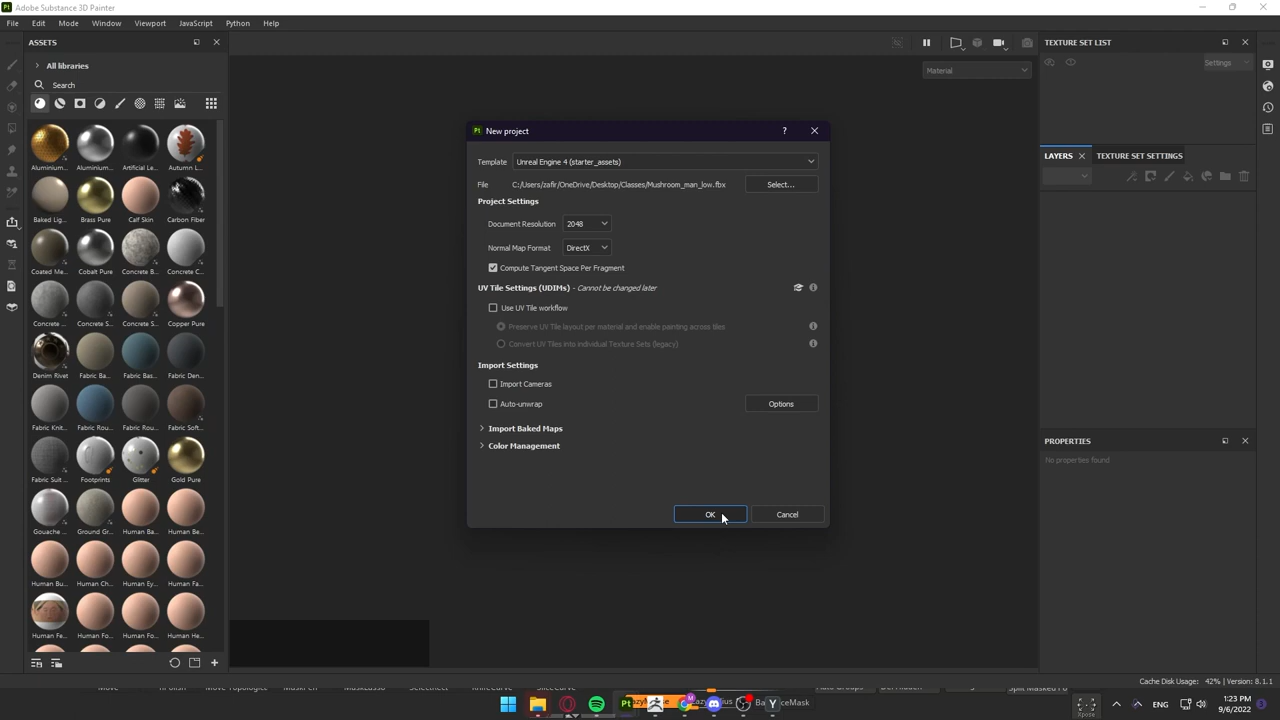 Adobe Substance 3D Painter
File Edit Mode Window Viewport JavaScript Python Help
ASSETS
All libraries
Search
Aluminium... Aluminium... Artificial Le... Autumn L...
Baked Lig... Brass Pure Calf Skin Carbon Fiber
Coated Me... Cobalt Pure Concrete B... Concrete C...
Concrete ... Concrete S... Concrete S... Copper Pure
Denim Rivet Fabric Ba... Fabric Bas... Fabric Den...
Fabric Knit... Fabric Rou... Fabric Rou... Fabric Soft...
Fabric Suit ... Footprints Glitter Gold Pure
Gouache ... Ground Gr... Human Ba... Human Be...
Human Bu... Human Ch... Human Ey... Human Fa...
Human Fe... Human Fo... Human Fo... Human He...
Material
New project
Template Unreal Engine 4 (starter_assets)
File C:/Users/zafir/OneDrive/Desktop/Classes/Mushroom_man_low.fbx Select...
Project Settings
Document Resolution 2048
Normal Map Format DirectX
Compute Tangent Space Per Fragment
UV Tile Settings (UDIMs) - Cannot be changed later
Use UV Tile workflow
Preserve UV Tile layout per material and enable painting across tiles
Convert UV Tiles into individual Texture Sets (legacy)
Import Settings
Import Cameras
Auto-unwrap Options
Import Baked Maps
Color Management
OK Cancel
TEXTURE SET LIST
Settings
LAYERS TEXTURE SET SETTINGS
PROPERTIES
No properties found
Cache Disk Usage: 42% | Version: 8.1.1
ENG 1:23 PM
9/6/2022